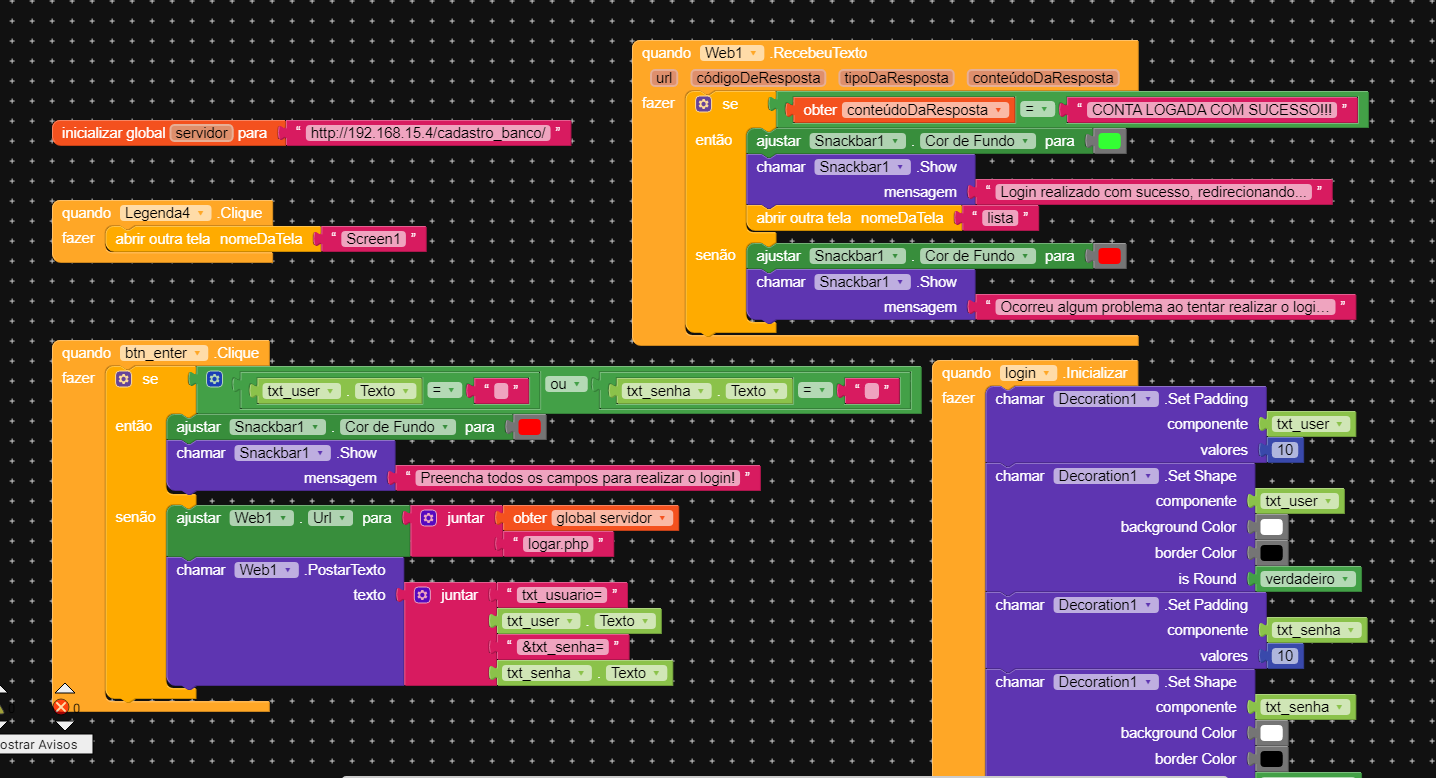 inicializar global servidor para " http://192.168.15.4/cadastro_banco/ "
quando Legenda4 .Clique
fazer abrir outra tela nomeDaTela " Screen1 "
quando Web1 .RecebeuTexto
url códigoDeResposta tipoDaResposta conteúdoDaResposta
fazer se obter conteúdoDaResposta = " CONTA LOGADA COM SUCESSO!!! "
então ajustar Snackbar1 . Cor de Fundo para
chamar Snackbar1 .Show
mensagem " Login realizado com sucesso, redirecionando... "
abrir outra tela nomeDaTela " lista "
senão ajustar Snackbar1 . Cor de Fundo para
chamar Snackbar1 .Show
mensagem " Ocorreu algum problema ao tentar realizar o logi... "
quando btn_enter .Clique
fazer se txt_user . Texto = " " ou txt_senha . Texto = " "
então ajustar Snackbar1 . Cor de Fundo para
chamar Snackbar1 .Show
mensagem " Preencha todos os campos para realizar o login! "
senão ajustar Web1 . Url para juntar obter global servidor
" logar.php "
chamar Web1 .PostarTexto
texto juntar " txt_usuario= "
txt_user . Texto
" &txt_senha= "
txt_senha . Texto
0
ostrar Avisos
quando login .Inicializar
fazer chamar Decoration1 .Set Padding
componente txt_user
valores 10
chamar Decoration1 .Set Shape
componente txt_user
background Color
border Color
is Round verdadeiro
chamar Decoration1 .Set Padding
componente txt_senha
valores 10
chamar Decoration1 .Set Shape
componente txt_senha
background Color
border Color